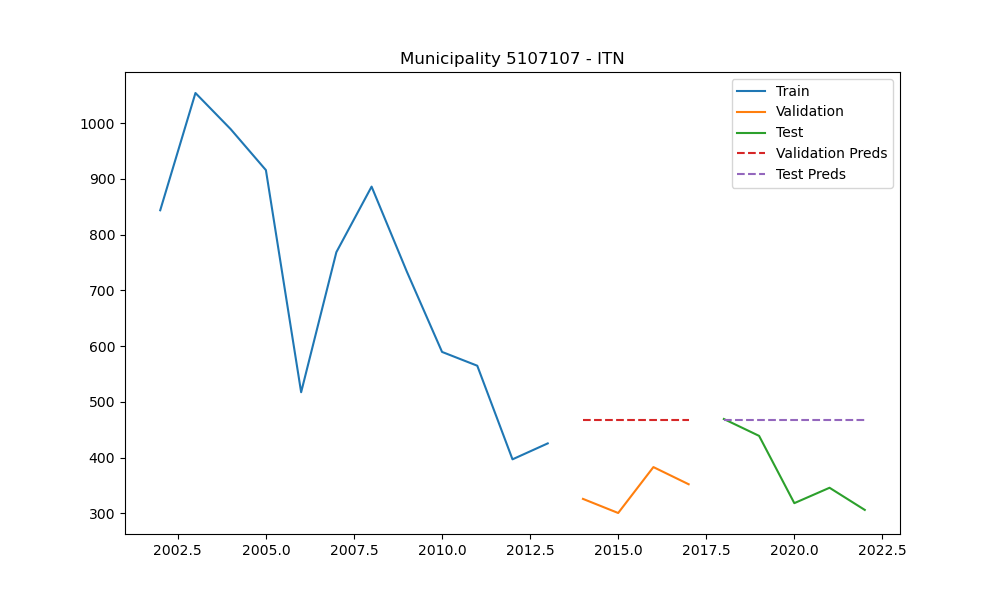 Municipality 5107107 - ITN
Train
Validation
Test
Validation Preds
Test Preds
1000
900
800
700
600
500
400
300
2002.5 2005.0 2007.5 2010.0 2012.5 2015.0 2017.5 2020.0 2022.5